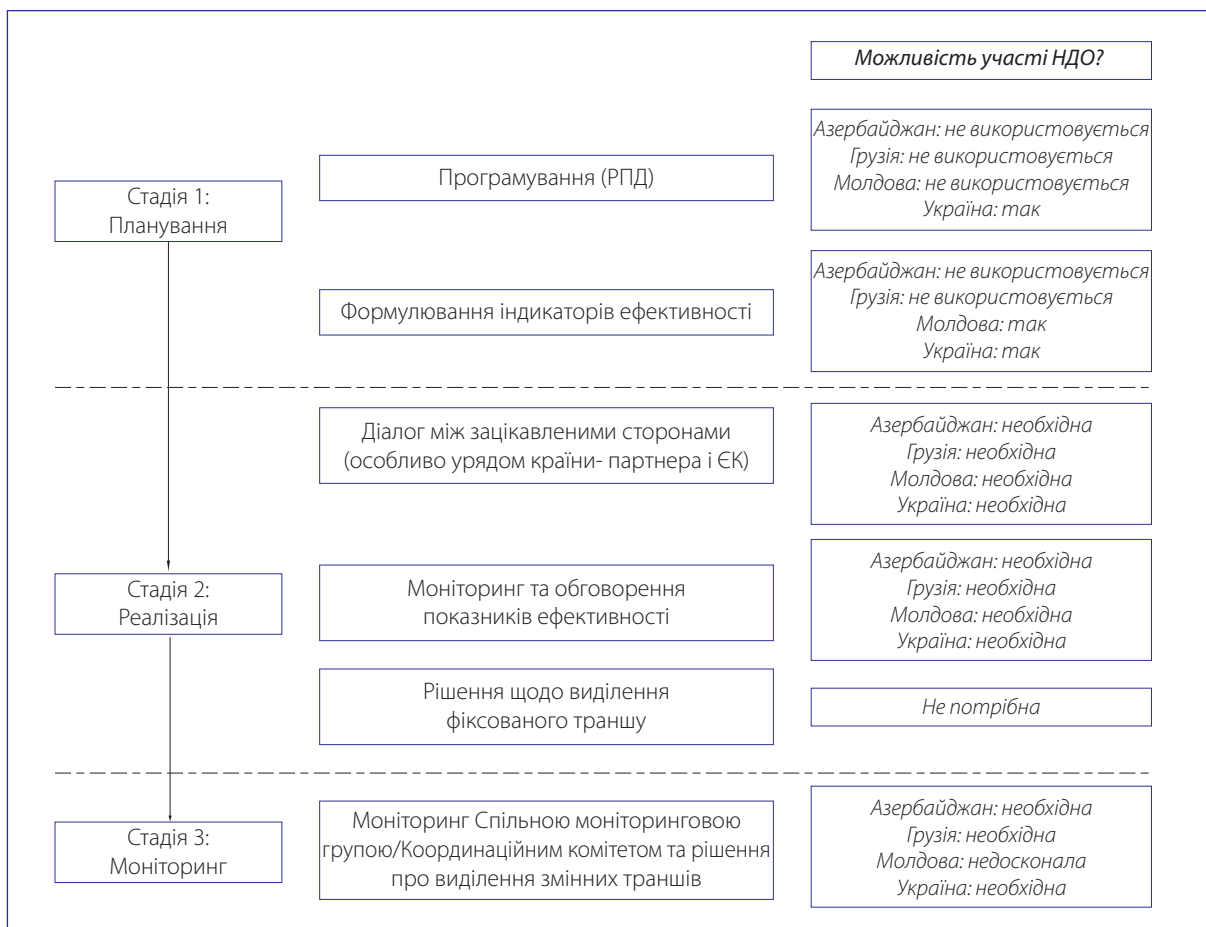 Можливість участі НДО?
Стадія 1:
Планування
Програмування (РПД)
Азербайджан: не використовується
Грузія: не використовується
Молдова: не використовується
Україна: так
Формулювання індикаторів ефективності
Азербайджан: не використовується
Грузія: не використовується
Молдова: так
Україна: так
Діалог між зацікавленими сторонами
(особливо урядом країни- партнера і ЄК)
Азербайджан: необхідна
Грузія: необхідна
Молдова: необхідна
Україна: необхідна
Стадія 2:
Реалізація
Моніторинг та обговорення
показників ефективності
Азербайджан: необхідна
Грузія: необхідна
Молдова: необхідна
Україна: необхідна
Рішення щодо виділення
фіксованого траншу
Не потрібна
Стадія 3:
Моніторинг
Моніторинг Спільною моніторинговою
групою/Координаційним комітетом та рішення
про виділення змінних траншів
Азербайджан: необхідна
Грузія: необхідна
Молдова: недосконала
Україна: необхідна